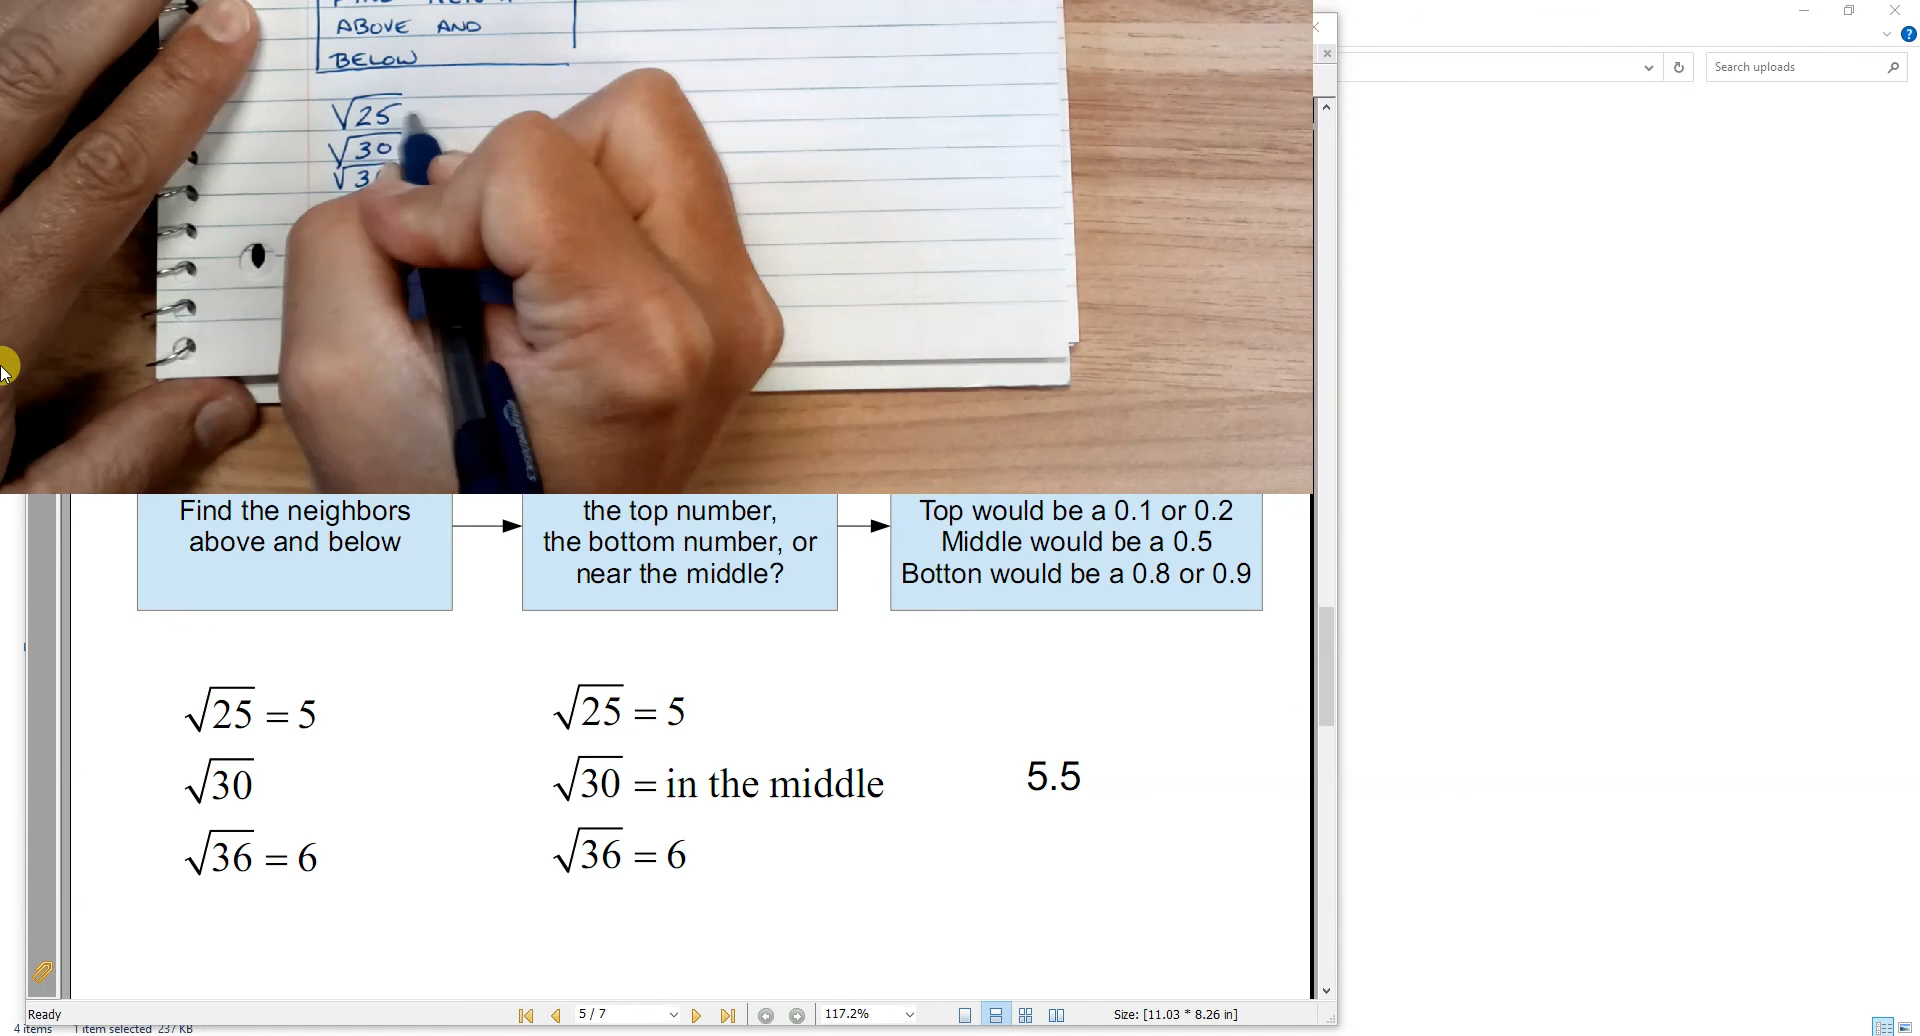 ABOVE AND
BELOW
√25
√30
√3
Search uploads
Find the neighbors
above and below
the top number,
the bottom number, or
near the middle?
Top would be a 0.1 or 0.2
Middle would be a 0.5
Botton would be a 0.8 or 0.9
√25 = 5
√30
√36 = 6
√25 = 5
√30 = in the middle
√36 = 6
5.5
Ready
5 / 7
117.2%
Size: [11.03 * 8.26 in]
4 items 1 item selected 237 KB